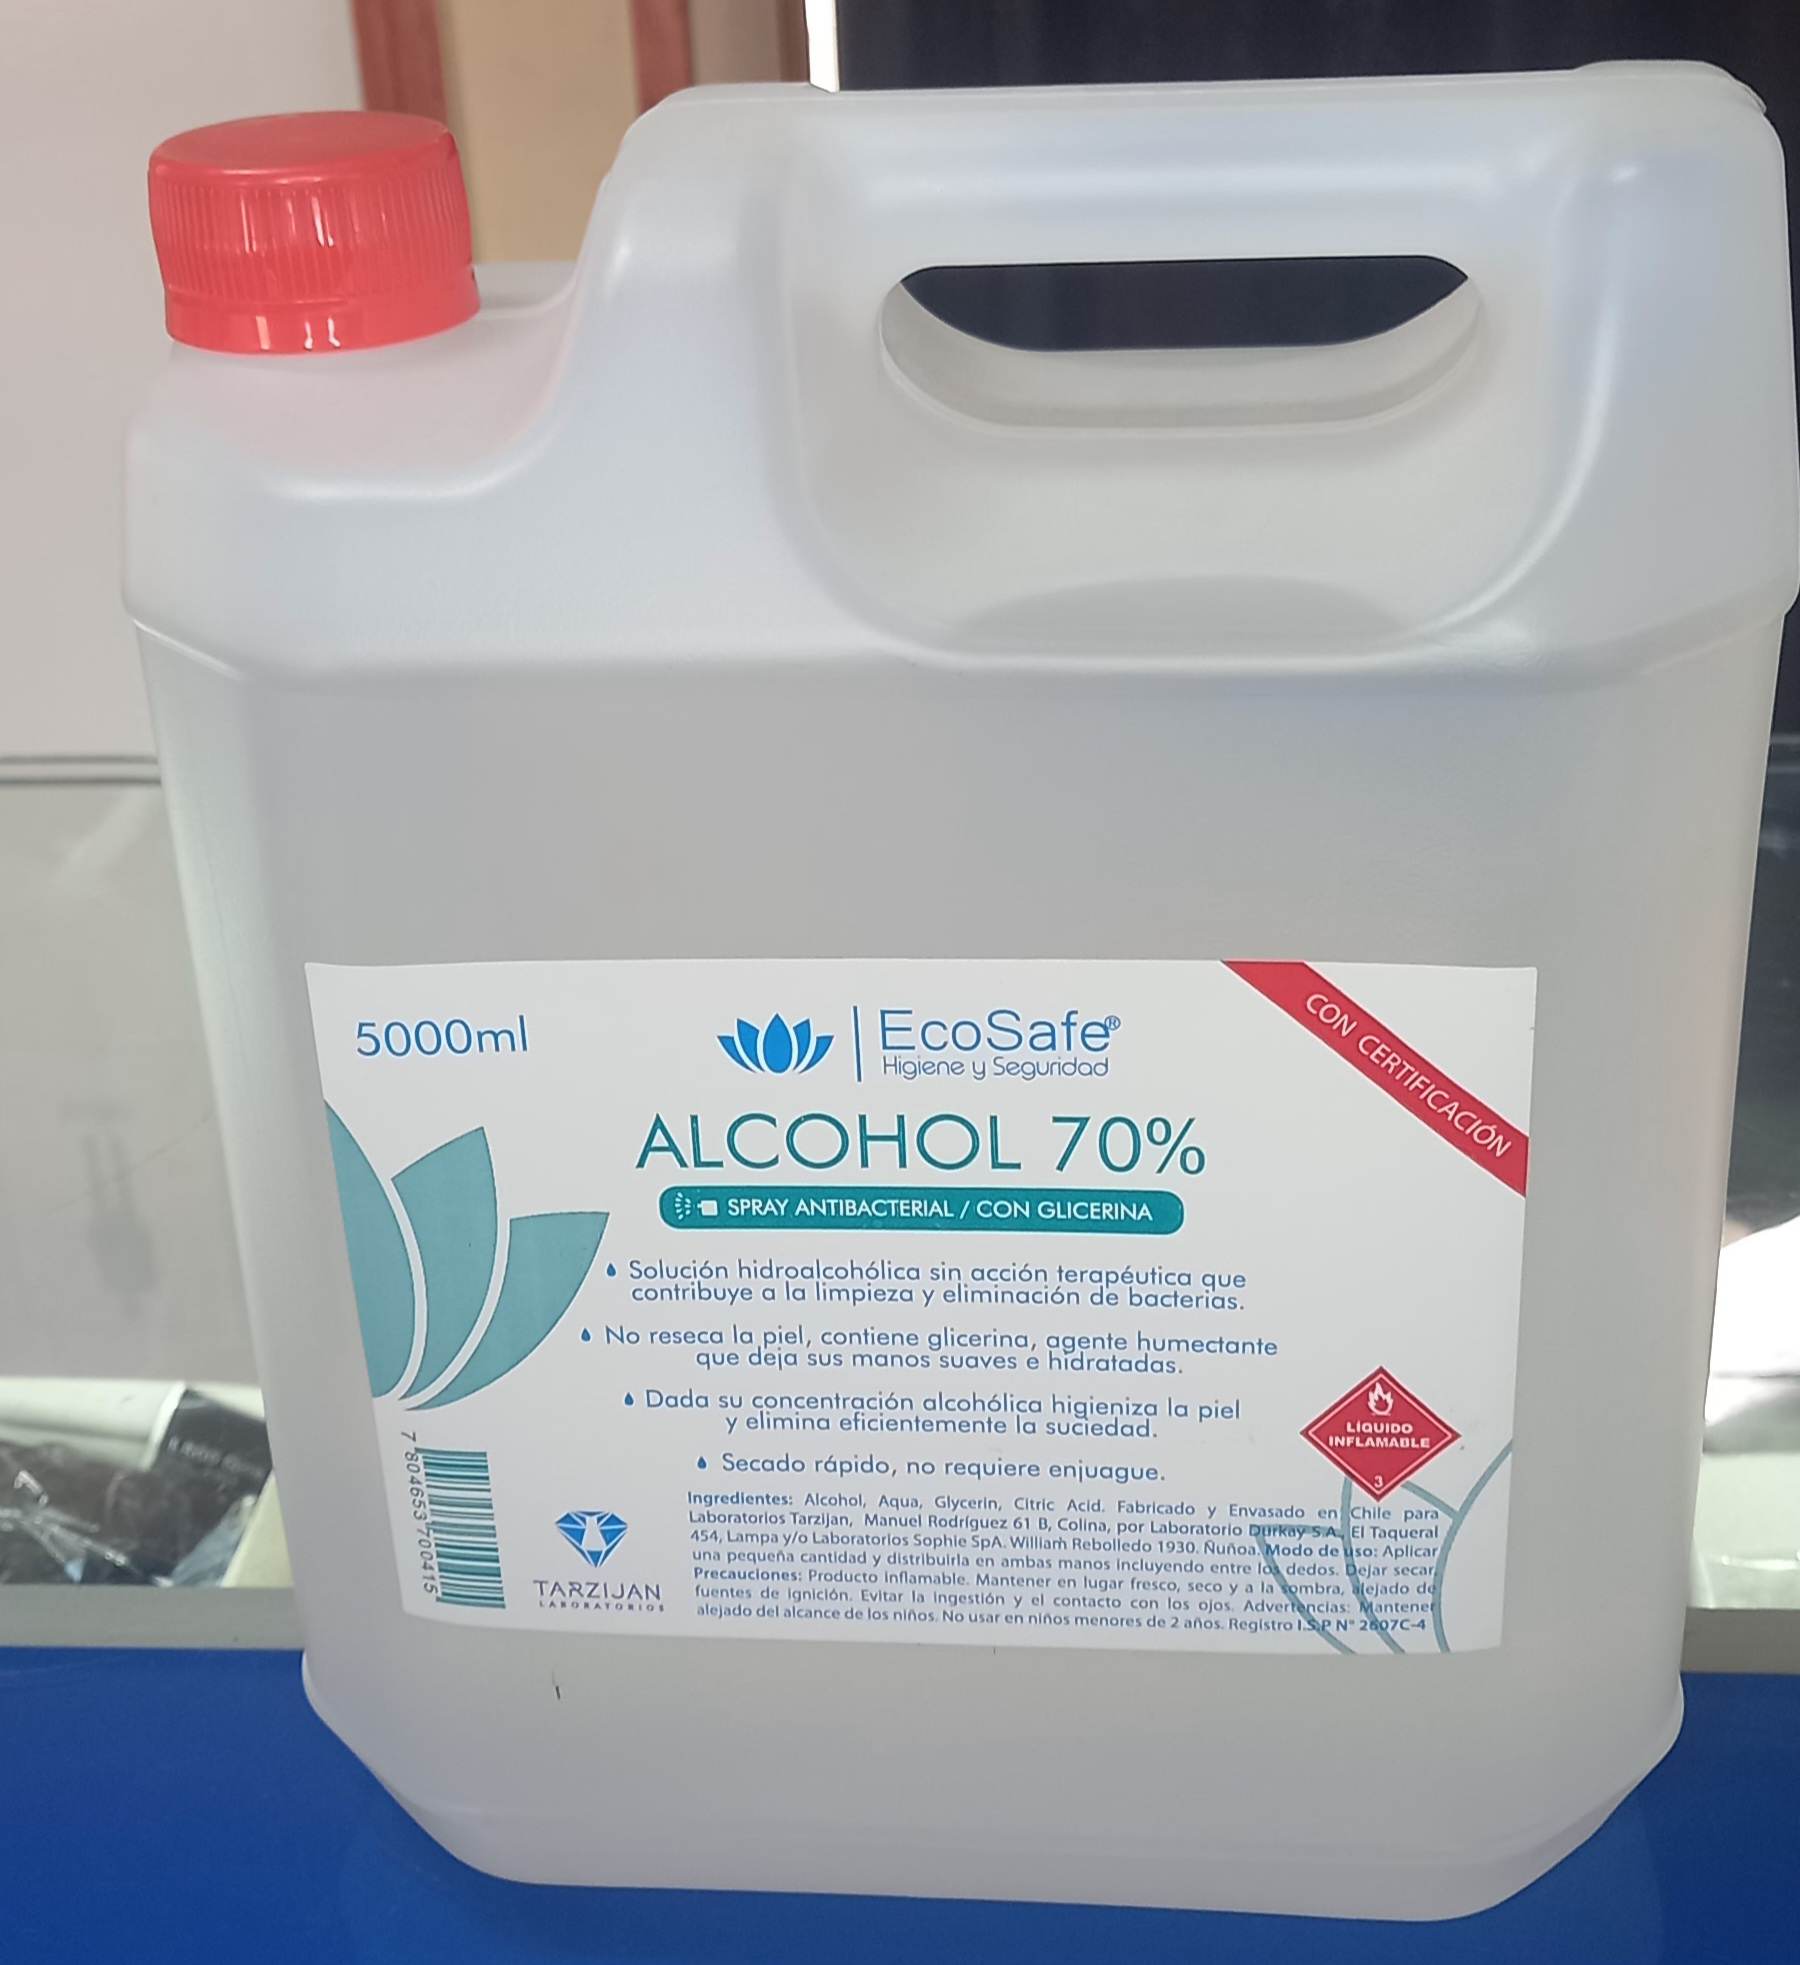 5000ml
EcoSafe®
Higiene y Seguridad
CON CERTIFICACIÓN
ALCOHOL 70%
SPRAY ANTIBACTERIAL / CON GLICERINA
Solución hidroalcohólica sin acción terapéutica que
contribuye a la limpieza y eliminación de bacterias.
No reseca la piel, contiene glicerina, agente humectante
que deja sus manos suaves e hidratadas.
Dada su concentración alcohólica higieniza la piel
y elimina eficientemente la suciedad.
Secado rápido, no requiere enjuague.
LÍQUIDO
INFLAMABLE
3
7 804653 700415
TARZIJAN
LABORATORIOS
Ingredientes: Alcohol, Aqua, Glycerin, Citric Acid. Fabricado y Envasado en Chile para
Laboratorios Tarzijan, Manuel Rodríguez 61 B, Colina, por Laboratorio Durkay S.A. El Taqueral
454, Lampa y/o Laboratorios Sophie SpA. William Rebolledo 1930. Ñuñoa. Modo de uso: Aplicar
una pequeña cantidad y distribuirla en ambas manos incluyendo entre los dedos. Dejar secar.
Precauciones: Producto inflamable. Mantener en lugar fresco, seco y a la sombra, alejado de
fuentes de ignición. Evitar la ingestión y el contacto con los ojos. Advertencias: Mantener
alejado del alcance de los niños. No usar en niños menores de 2 años. Registro I.S.P N° 2607C-4